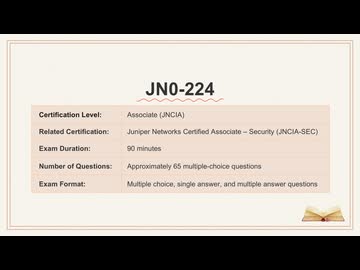 JN0-224
Certification Level: Associate (JNCIA)
Related Certification: Juniper Networks Certified Associate – Security (JNCIA-SEC)
Exam Duration: 90 minutes
Number of Questions: Approximately 65 multiple-choice questions
Exam Format: Multiple choice, single answer, and multiple answer questions